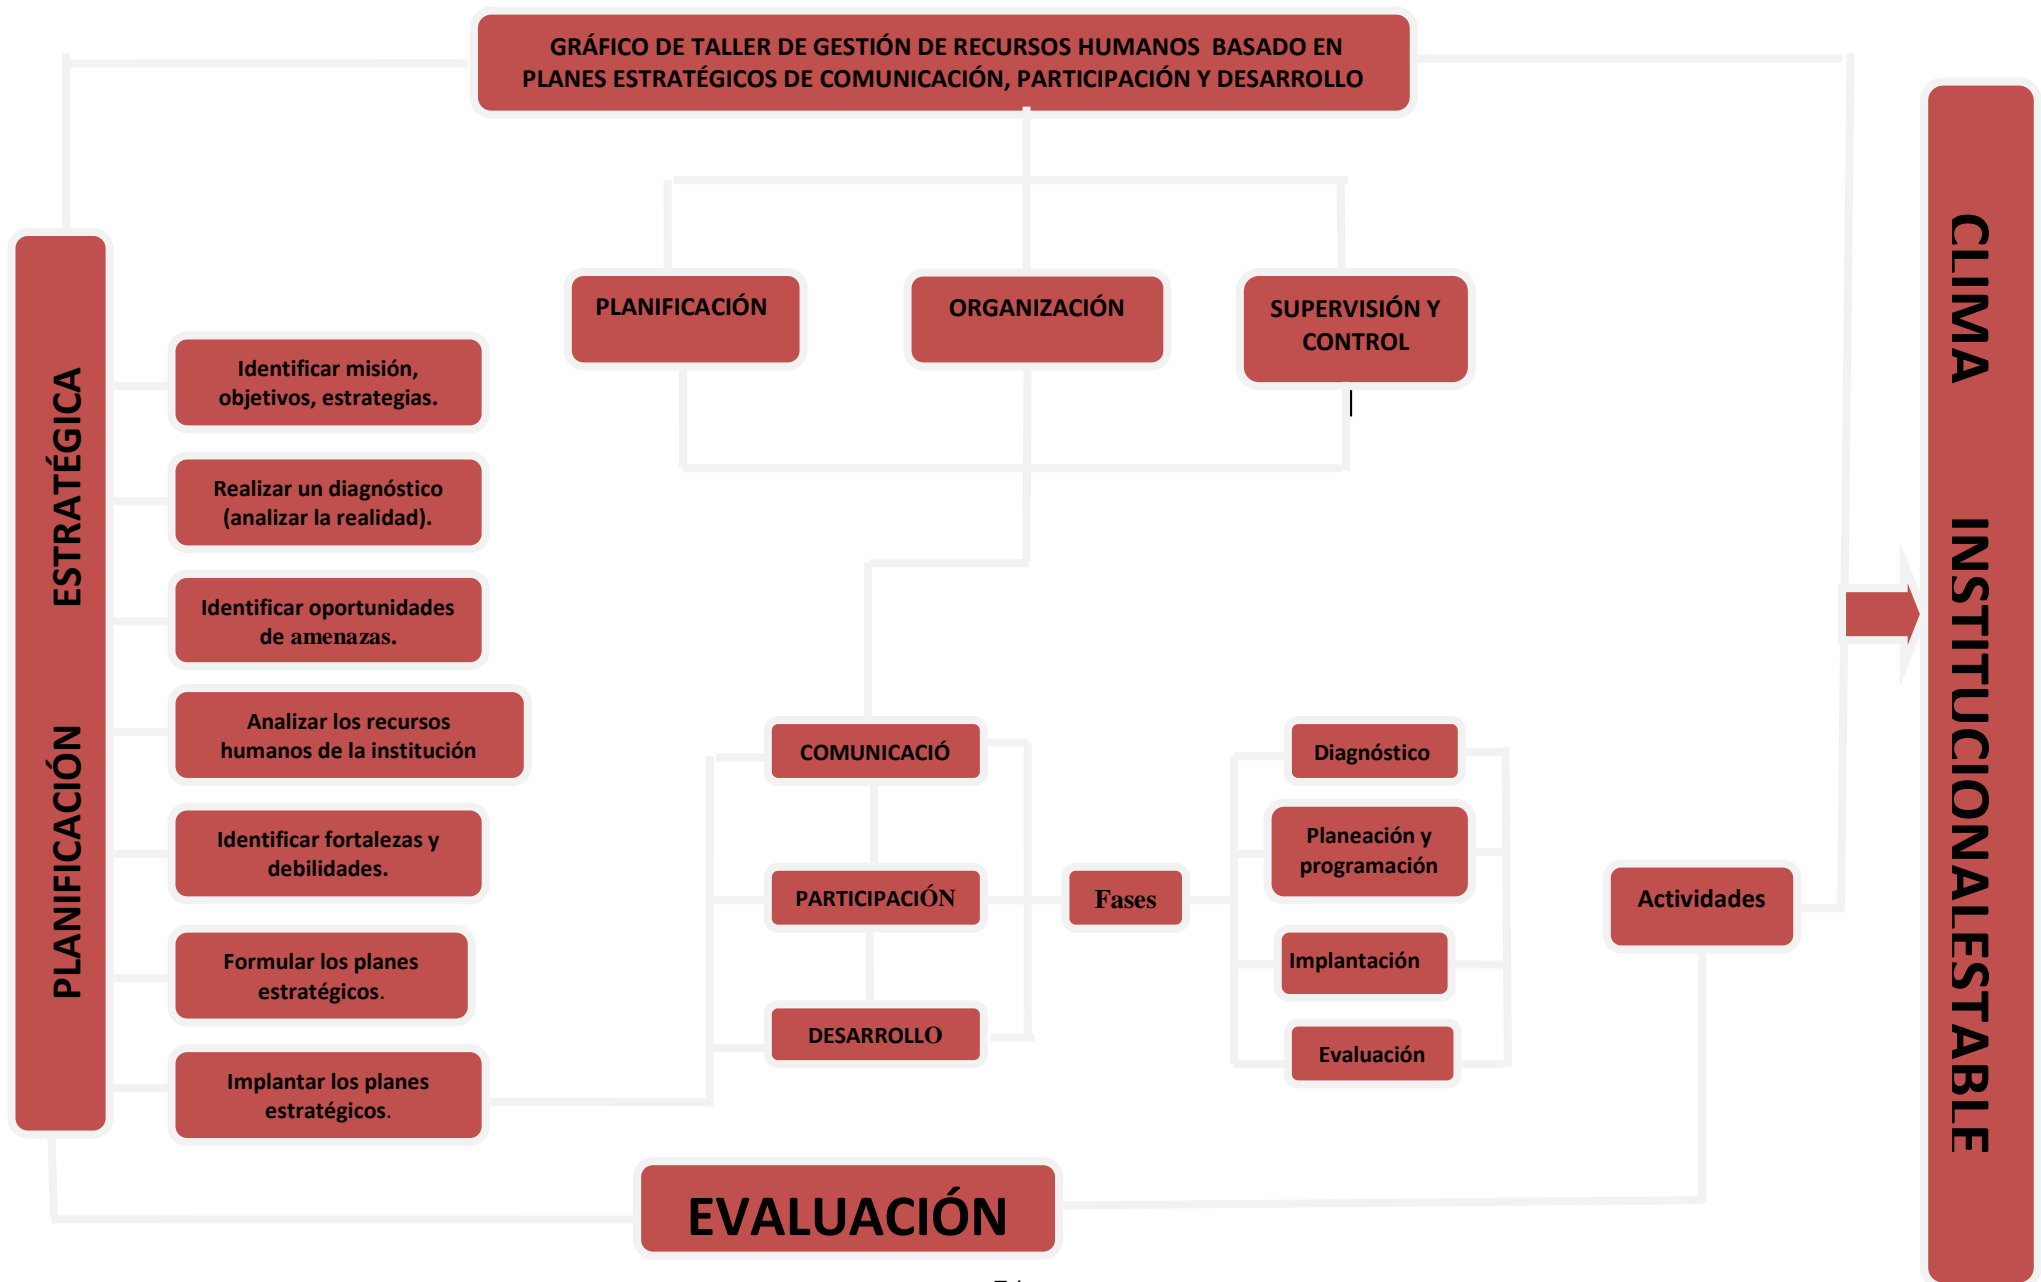 GRÁFICO DE TALLER DE GESTIÓN DE RECURSOS HUMANOS BASADO EN
PLANES ESTRATÉGICOS DE COMUNICACIÓN, PARTICIPACIÓN Y DESARROLLO
PLANIFICACIÓN ESTRATÉGICA
PLANIFICACIÓN
ORGANIZACIÓN
SUPERVISIÓN Y
CONTROL
Identificar misión,
objetivos, estrategias.
Realizar un diagnóstico
(analizar la realidad).
Identificar oportunidades
de amenazas.
Analizar los recursos
humanos de la institución
Identificar fortalezas y
debilidades.
Formular los planes
estratégicos.
Implantar los planes
estratégicos.
COMUNICACIÓ
PARTICIPACIÓN
DESARROLLO
Fases
Diagnóstico
Planeación y
programación
Implantación
Evaluación
Actividades
CLIMA INSTITUCIONALESTABLE
EVALUACIÓN